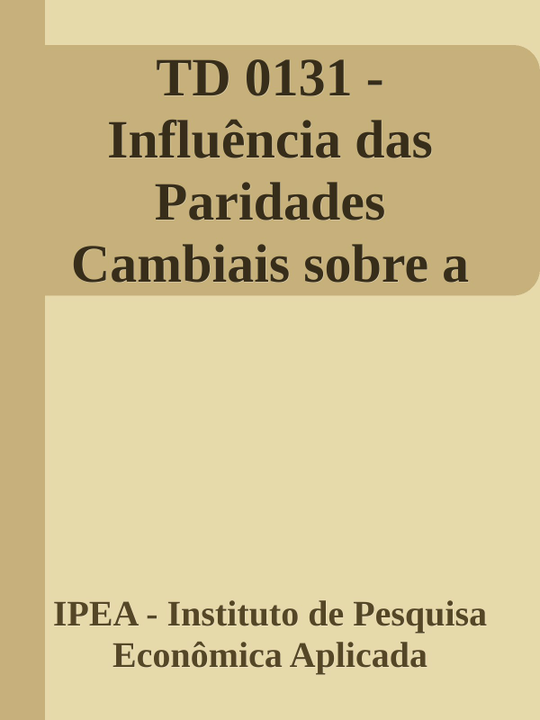 TD 0131 -
Influência das
Paridades
Cambiais sobre a
IPEA - Instituto de Pesquisa
Econômica Aplicada